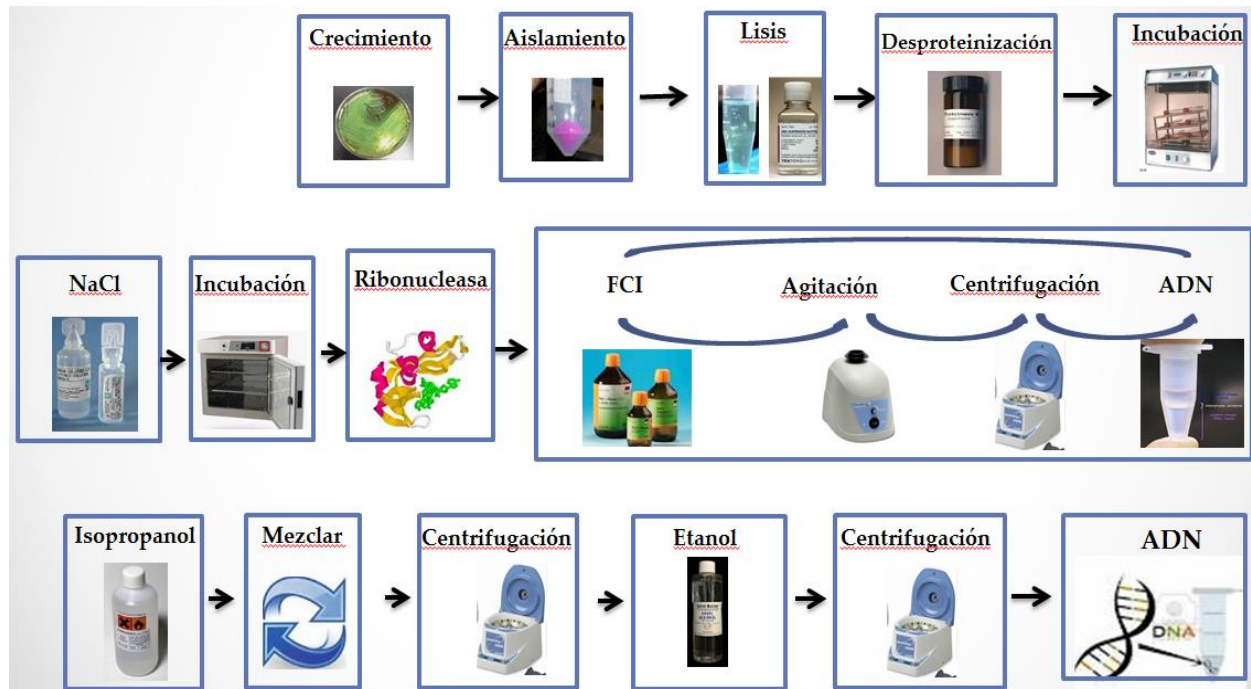 Crecimiento
Aislamiento
Lisis
Desproteinización
Incubación
NaCl
Incubación
Ribonucleasa
FCI
Agitación
Centrifugación
ADN
Isopropanol
Mezclar
Centrifugación
Etanol
Centrifugación
ADN
DNA